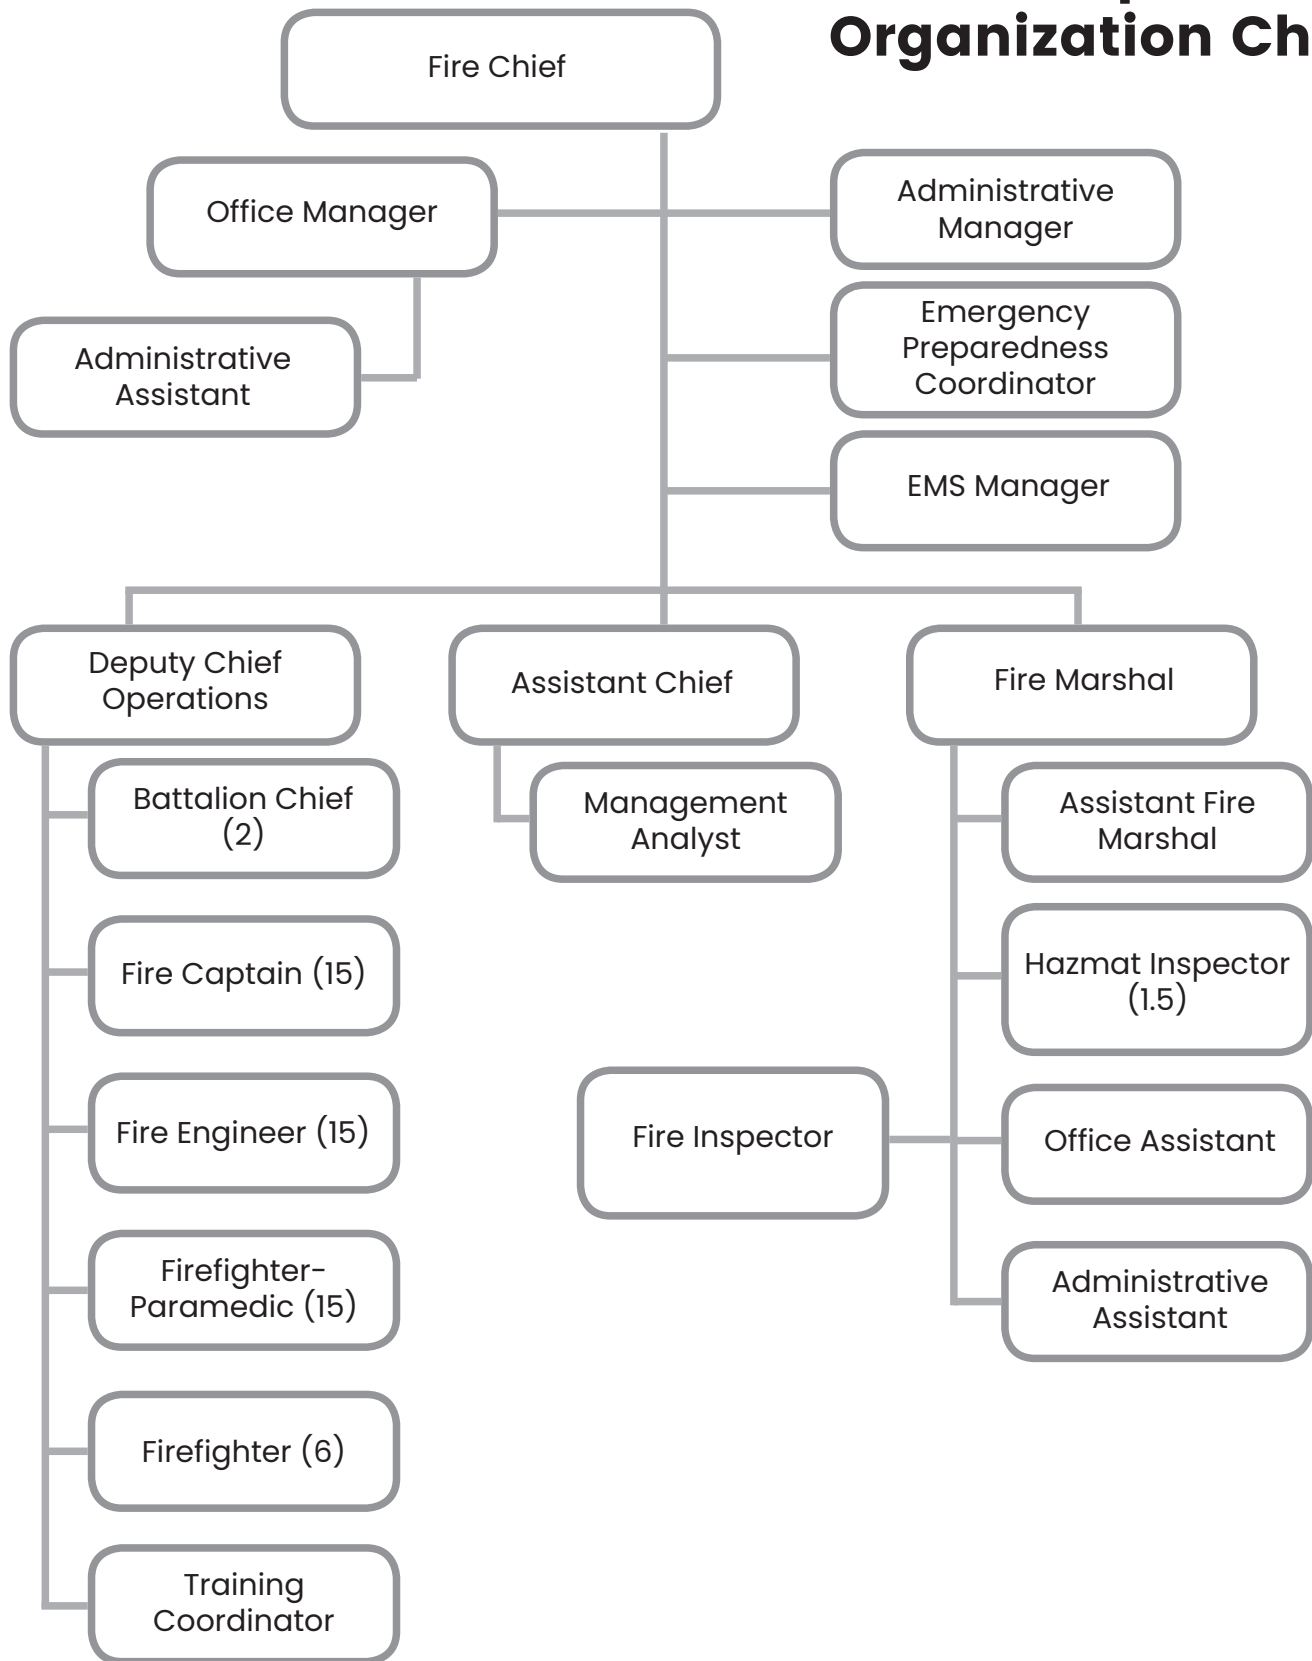 Organization Ch
Fire Chief
Office Manager
Administrative
Manager
Administrative
Assistant
Emergency
Preparedness
Coordinator
EMS Manager
Deputy Chief
Operations
Assistant Chief
Fire Marshal
Battalion Chief
(2)
Fire Captain (15)
Fire Engineer (15)
Firefighter-
Paramedic (15)
Firefighter (6)
Training
Coordinator
Management
Analyst
Assistant Fire
Marshal
Hazmat Inspector
(1.5)
Fire Inspector
Office Assistant
Administrative
Assistant